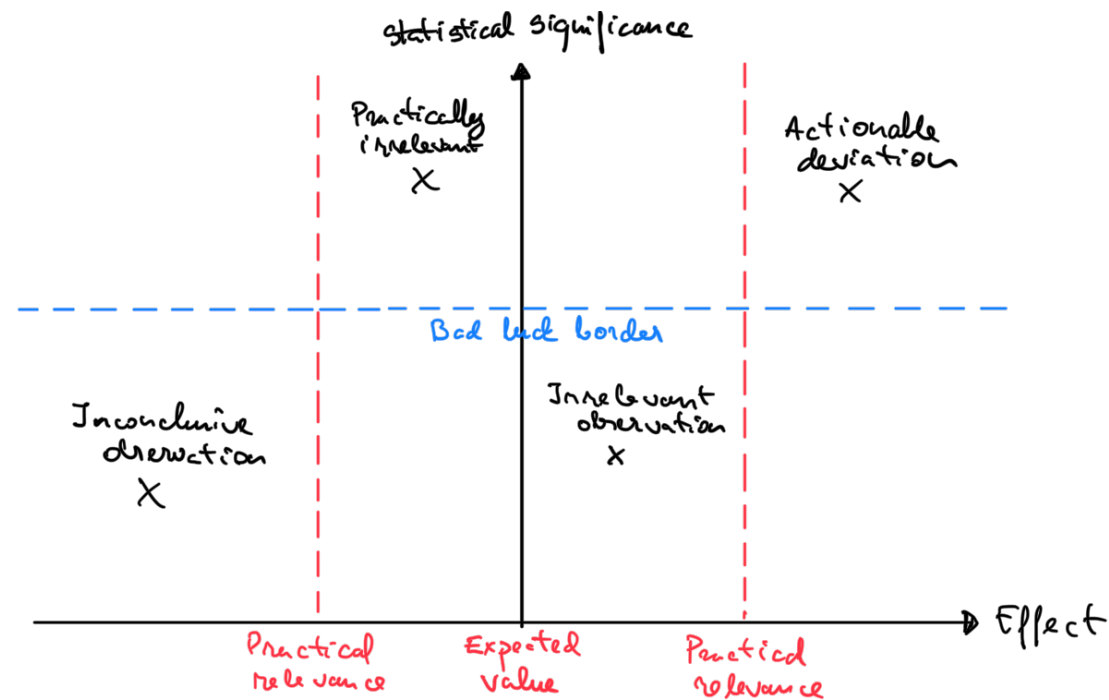 Statistical significance
Practically
irrelevant
X
Actionable
deviation
X
Bad luck border
Inconclusive
observation
X
Irrelevant
observation
X
Effect
Practical
relevance
Expected
value
Practical
relevance